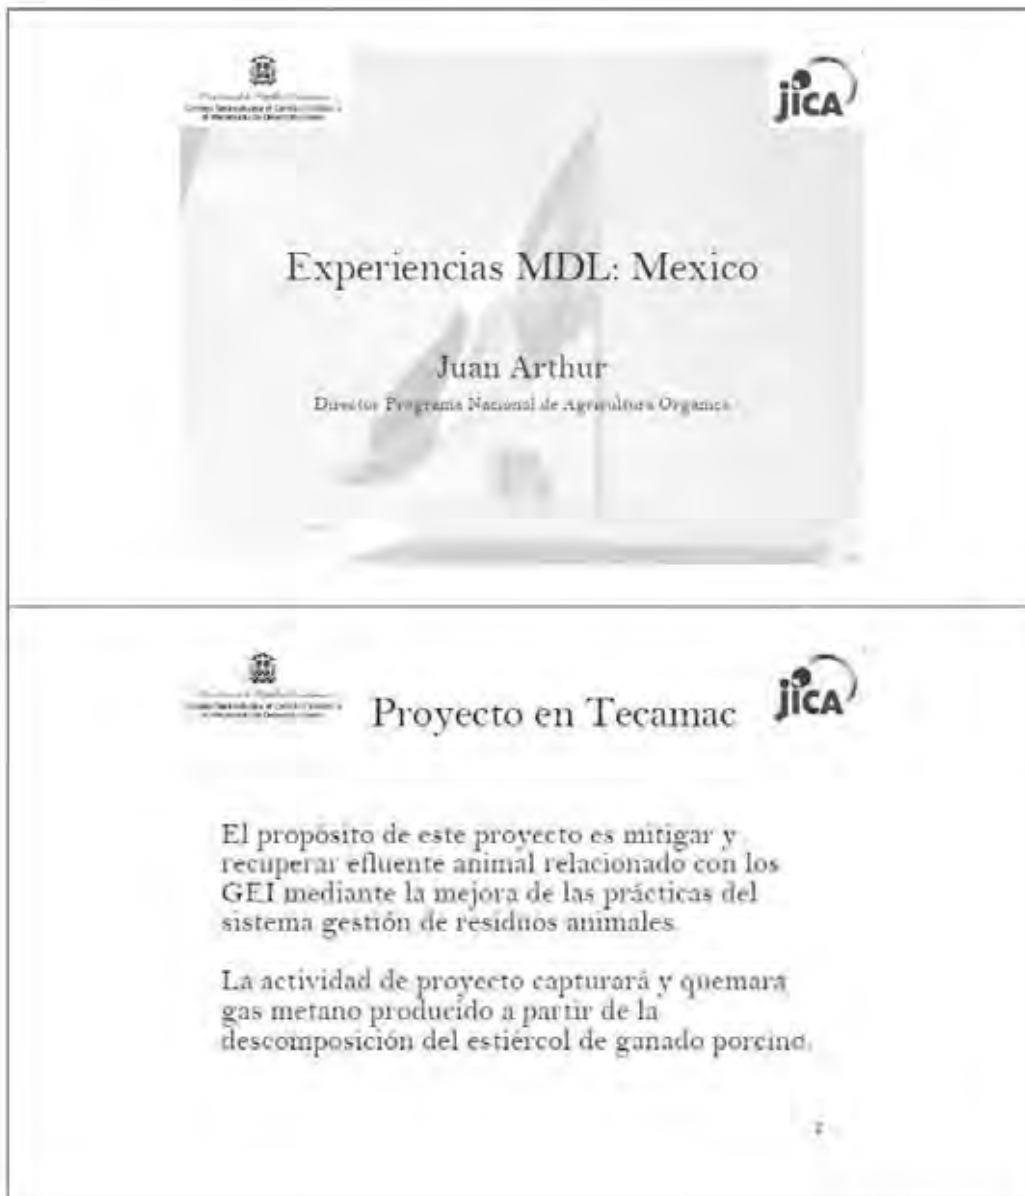 jica
Experiencias MDL: Mexico
Juan Arthur
Director Programa Nacional de Agricultura Organica
jica
Proyecto en Tecamac
El propósito de este proyecto es mitigar y
recuperar efluente animal relacionado con los
GEI mediante la mejora de las prácticas del
sistema gestión de residuos animales.
La actividad de proyecto capturará y quemara
gas metano producido a partir de la
descomposición del estiércol de ganado porcino.
2